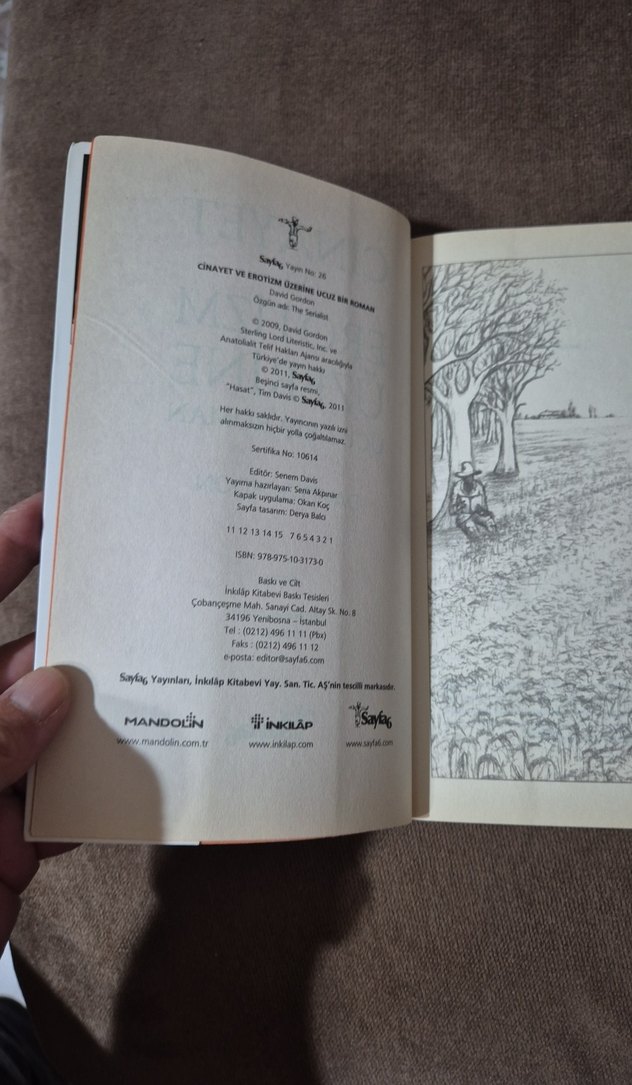 Sayfa6 Yayın No: 26
CİNAYET VE EROTİZM ÜZERİNE UCUZ BİR ROMAN
David Gordon
Özgün adı: The Serialist
© 2009, David Gordon
Sterling Lord Literistic, Inc. ve
Anatolialit Telif Hakları Ajansı aracılığıyla
Türkiye'de yayın hakkı
© 2011, Sayfa6
Beşinci sayfa resmi,
"Hasat", Tim Davis © Sayfa6, 2011
Her hakkı saklıdır. Yayıncının yazılı izni
alınmaksızın hiçbir yolla çoğaltılamaz.
Sertifika No: 10614
Editör: Senem Davis
Yayıma hazırlayan: Sena Akpınar
Kapak uygulama: Okan Koç
Sayfa tasarım: Derya Balcı
11 12 13 14 15 7 6 5 4 3 2 1
ISBN: 978-975-10-3173-0
Baskı ve Cilt
İnkılâp Kitabevi Baskı Tesisleri
Çobançeşme Mah. Sanayi Cad. Altay Sk. No. 8
34196 Yenibosna – İstanbul
Tel : (0212) 496 11 11 (Pbx)
Faks : (0212) 496 11 12
e-posta: editor@sayfa6.com
Sayfa6 Yayınları, İnkılâp Kitabevi Yay. San. Tic. AŞ'nin tescilli markasıdır.
MANDOLİN İNKILÂP Sayfa6
www.mandolin.com.tr www.inkilap.com www.sayfa6.com